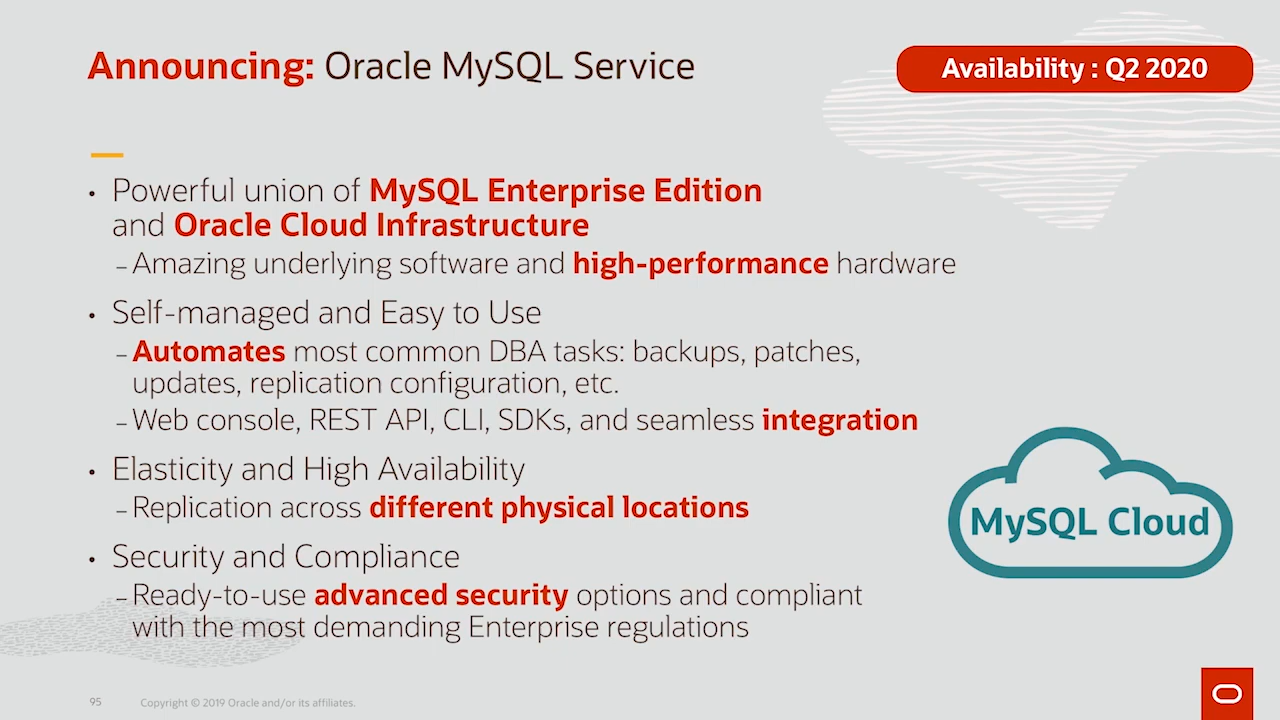 Announcing: Oracle MySQL Service
Availability : Q2 2020
• Powerful union of MySQL Enterprise Edition
and Oracle Cloud Infrastructure
– Amazing underlying software and high-performance hardware
• Self-managed and Easy to Use
– Automates most common DBA tasks: backups, patches,
updates, replication configuration, etc.
– Web console, REST API, CLI, SDKs, and seamless integration
• Elasticity and High Availability
– Replication across different physical locations
• Security and Compliance
– Ready-to-use advanced security options and compliant
with the most demanding Enterprise regulations
MySQL Cloud
95 Copyright © 2019 Oracle and/or its affiliates.